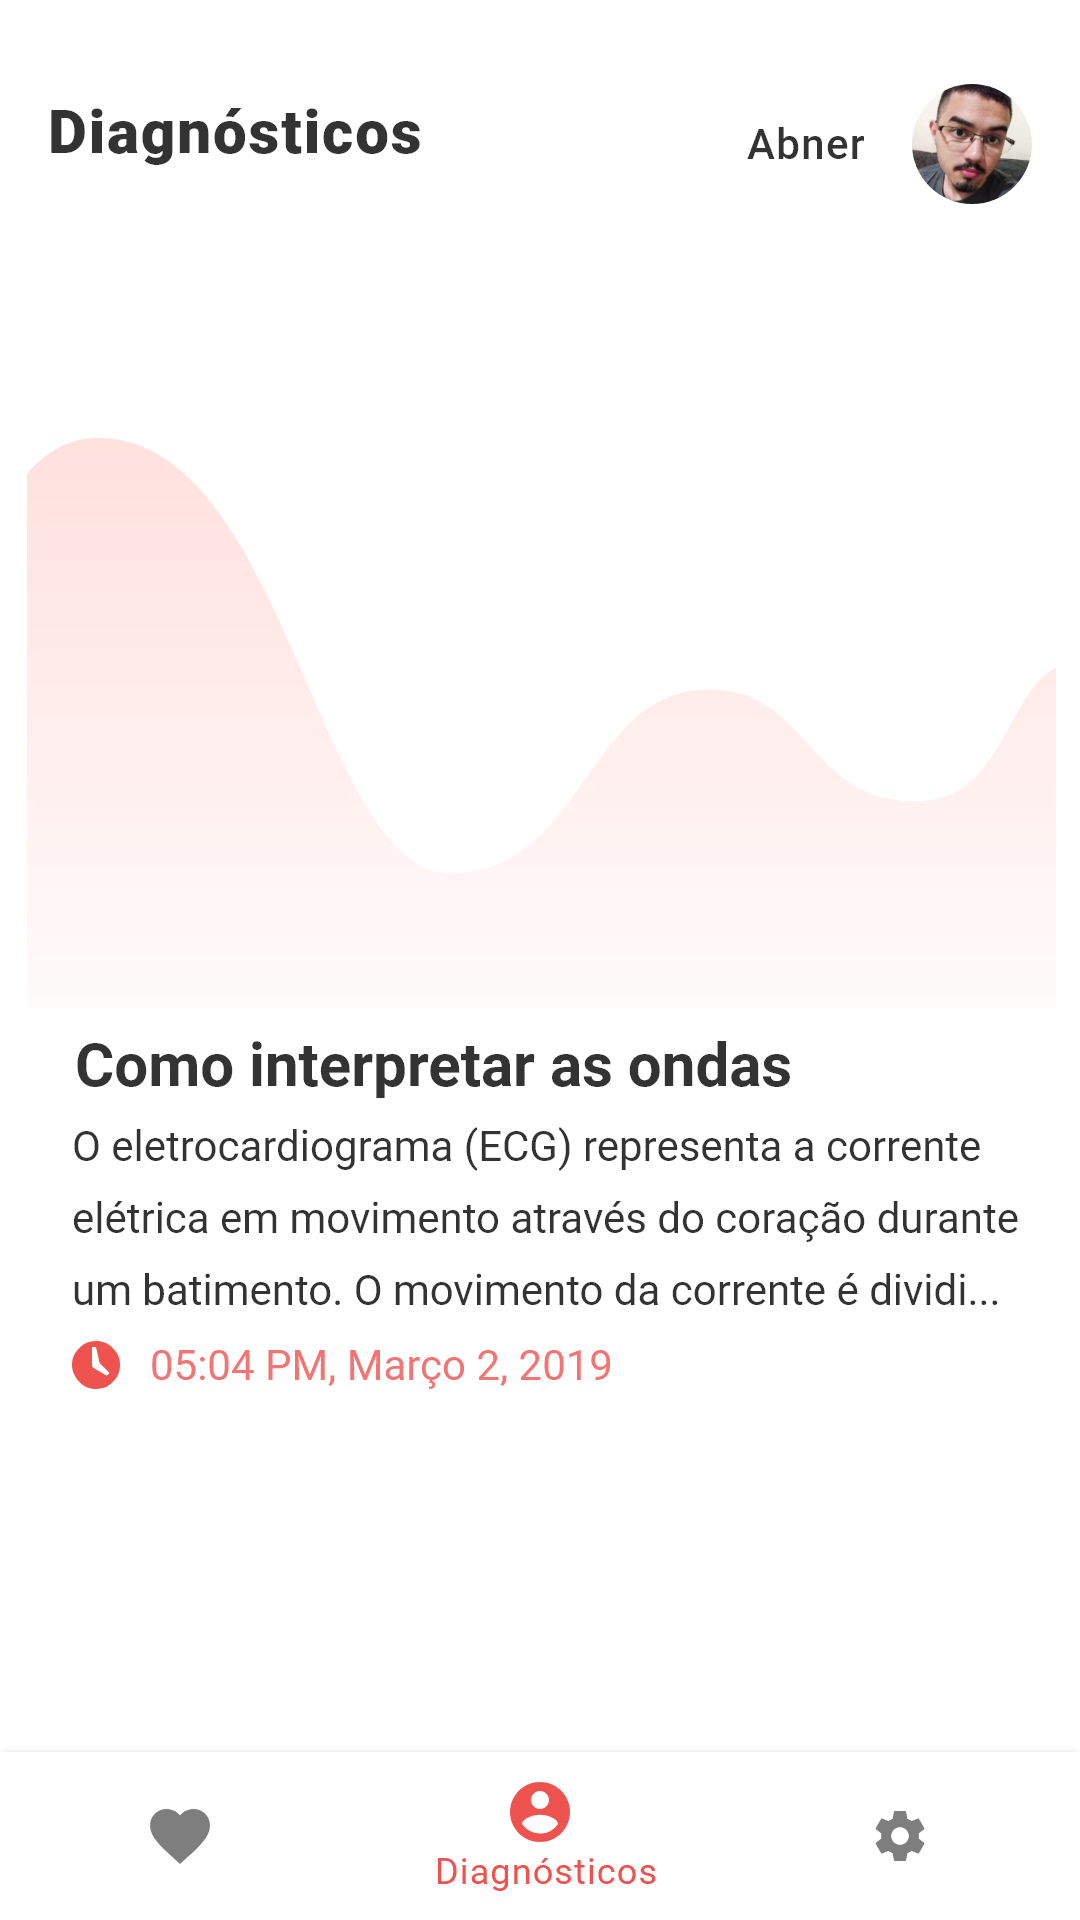 Diagnósticos
Abner
Como interpretar as ondas
O eletrocardiograma (ECG) representa a corrente
elétrica em movimento através do coração durante
um batimento. O movimento da corrente é dividi...
05:04 PM, Março 2, 2019
Diagnósticos